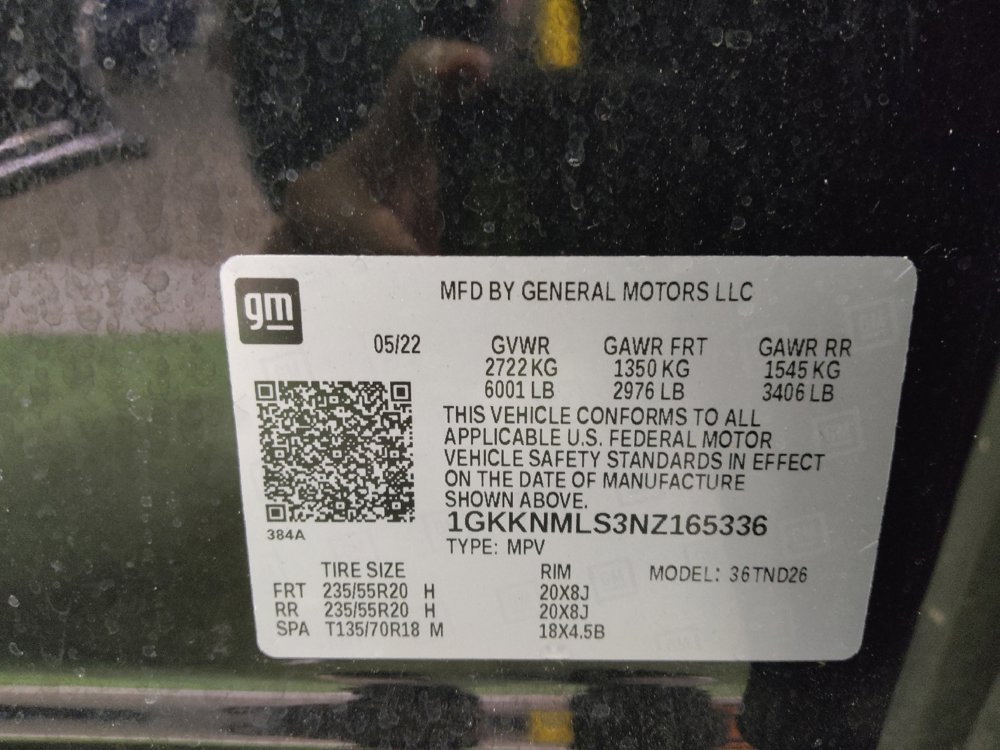 gm
MFD BY GENERAL MOTORS LLC
05/22 GVWR GAWR FRT GAWR RR
2722 KG 1350 KG 1545 KG
6001 LB 2976 LB 3406 LB
THIS VEHICLE CONFORMS TO ALL
APPLICABLE U.S. FEDERAL MOTOR
VEHICLE SAFETY STANDARDS IN EFFECT
ON THE DATE OF MANUFACTURE
SHOWN ABOVE.
1GKKNMLS3NZ165336
384A
TYPE: MPV
TIRE SIZE RIM MODEL: 36TND26
FRT 235/55R20 H 20X8J
RR 235/55R20 H 20X8J
SPA T135/70R18 M 18X4.5B